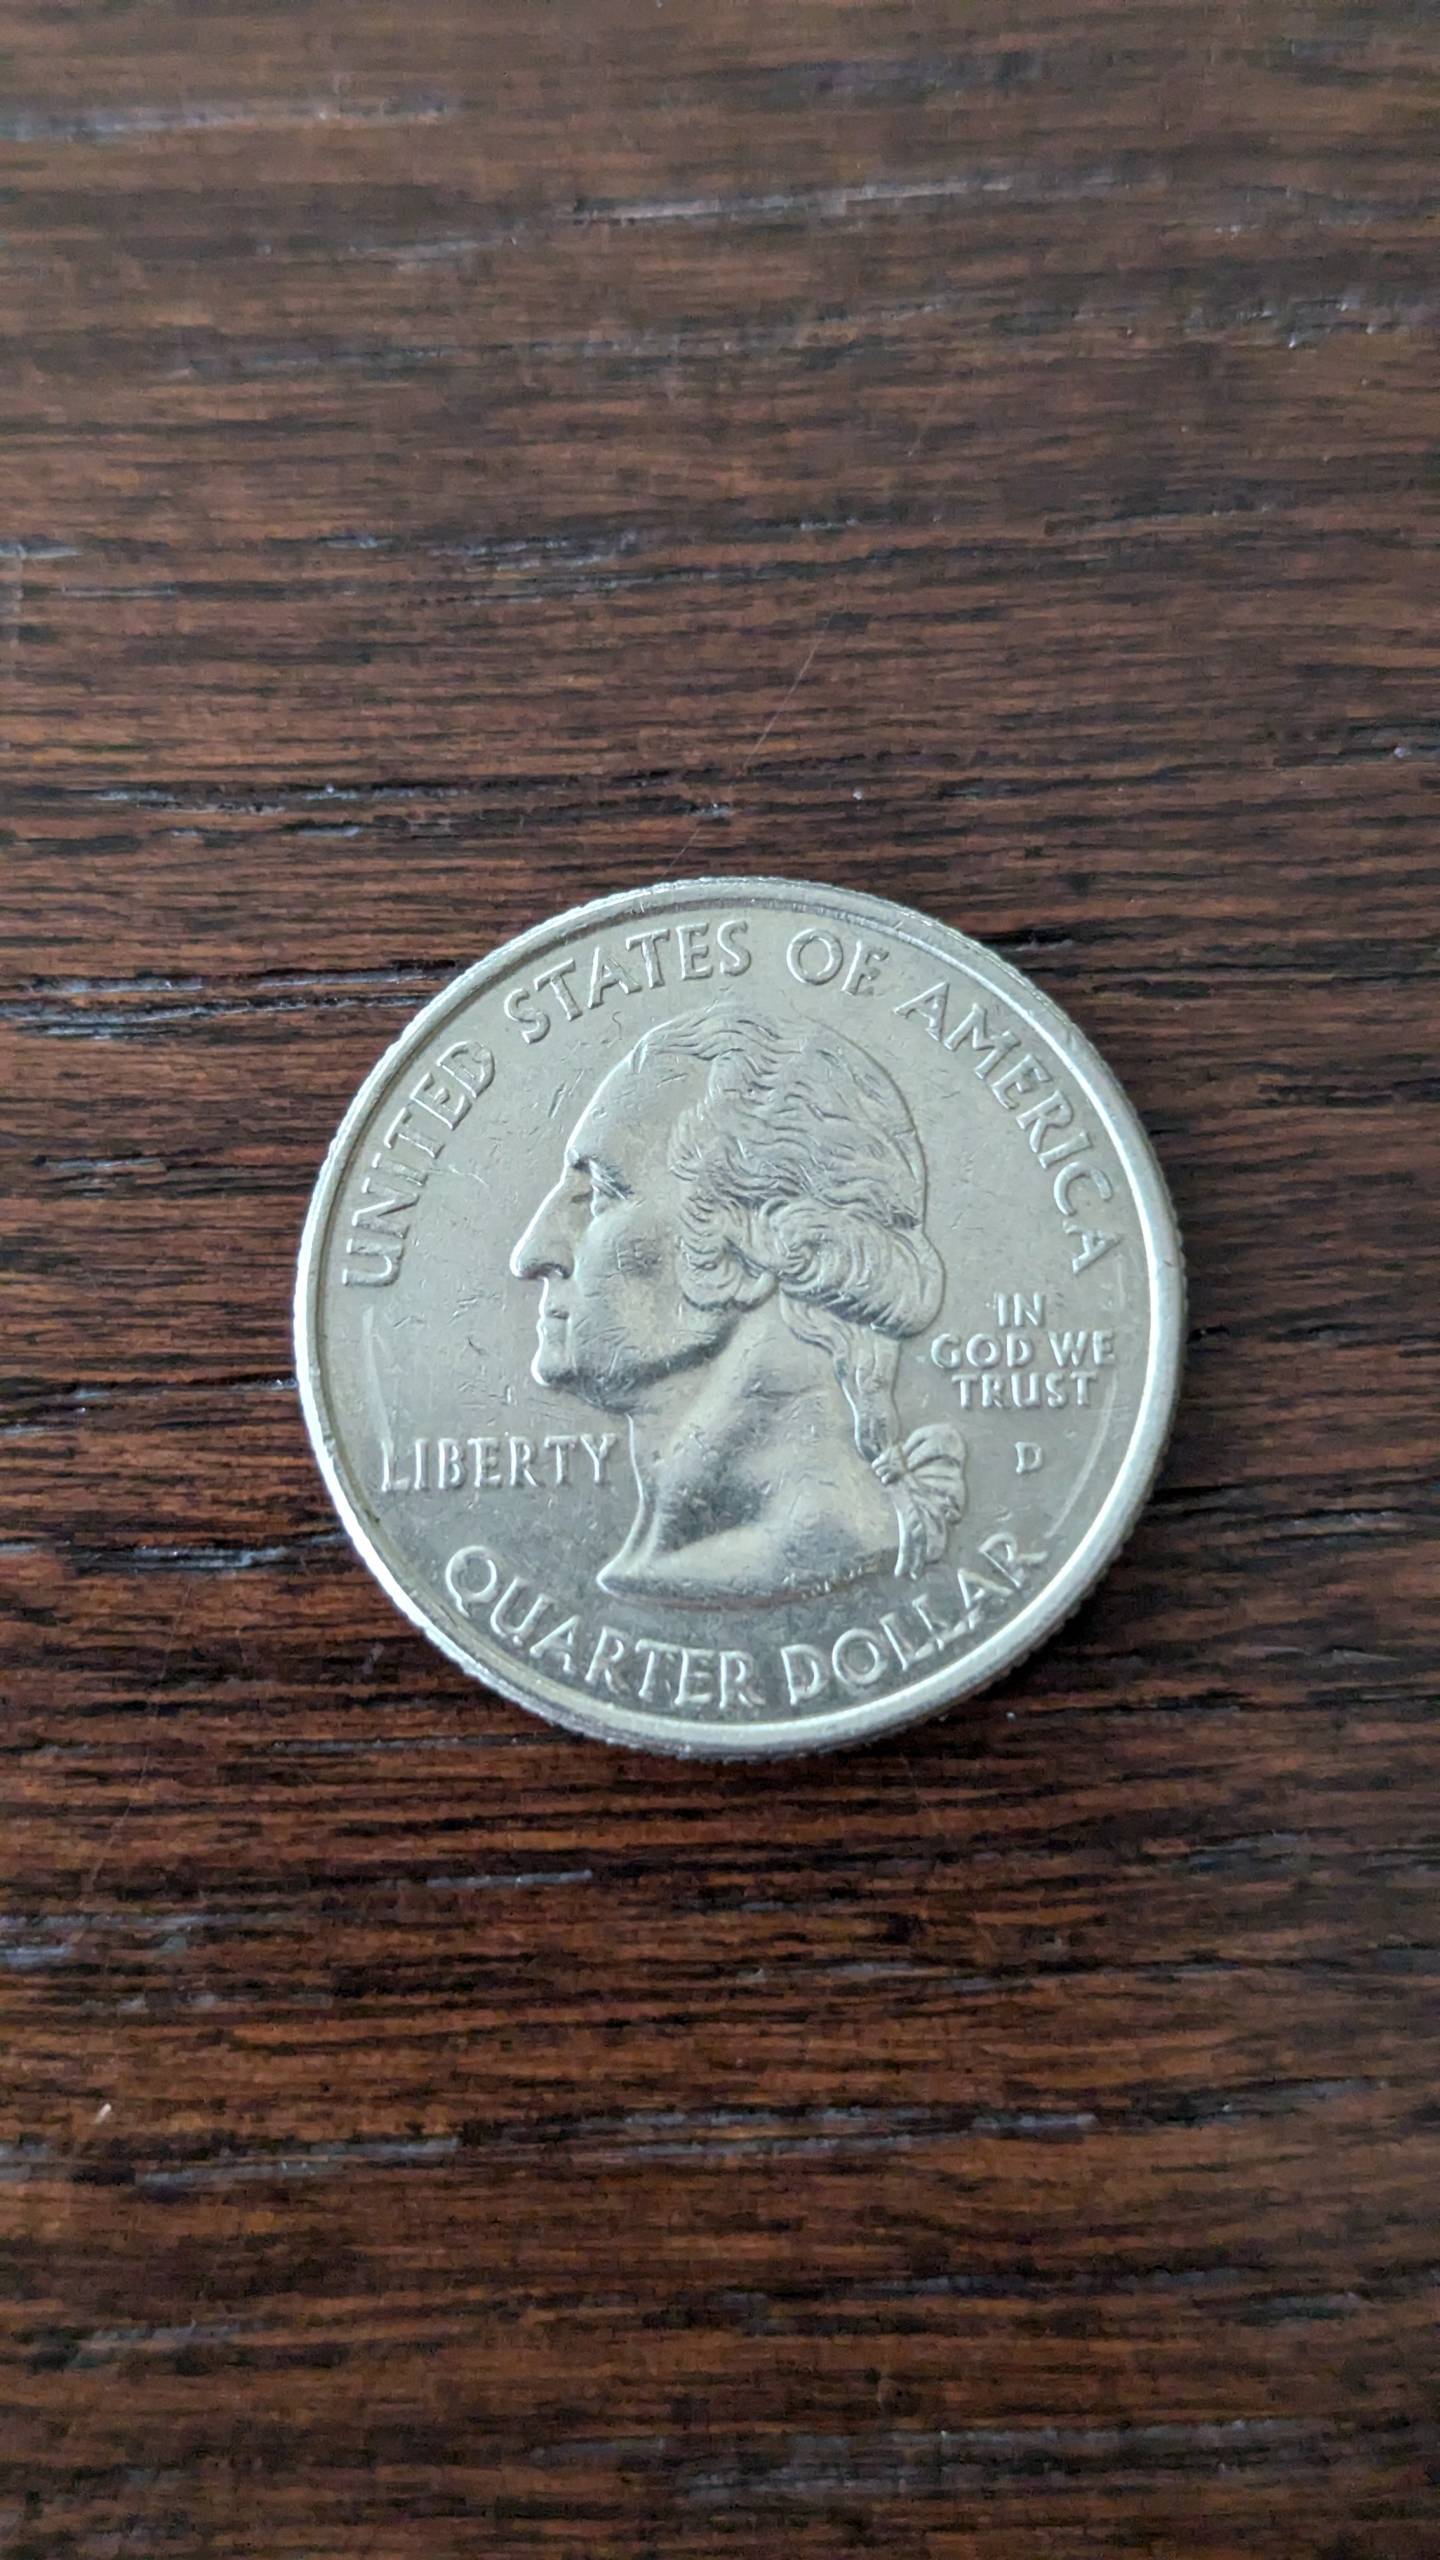 UNITED STATES OF AMERICA
IN
GOD WE
TRUST
LIBERTY
D
QUARTER DOLLAR